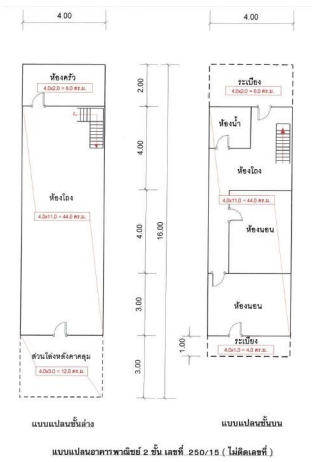 4.00
4.00
ห้องครัว
4.0x2.0 = 8.0 ตร.ม.
2.00
ระเบียง
4.0x2.0 = 8.0 ตร.ม.
ห้องน้ำ
4.00
ห้องโถง
ห้องโถง
4.0x11.0 = 44.0 ตร.ม.
4.0x11.0 = 44.0 ตร.ม.
4.00
16.00
ห้องนอน
3.00
ห้องนอน
ส่วนโล่งหลังคาคลุม
4.0x3.0 = 12.0 ตร.ม.
3.00
1.00
ระเบียง
4.0x1.0 = 4.0 ตร.ม.
แบบแปลนชั้นล่าง
แบบแปลนชั้นบน
แบบแปลนอาคารพาณิชย์ 2 ชั้น เลขที่ 250/15 ( ไม่ติดเลขที่ )